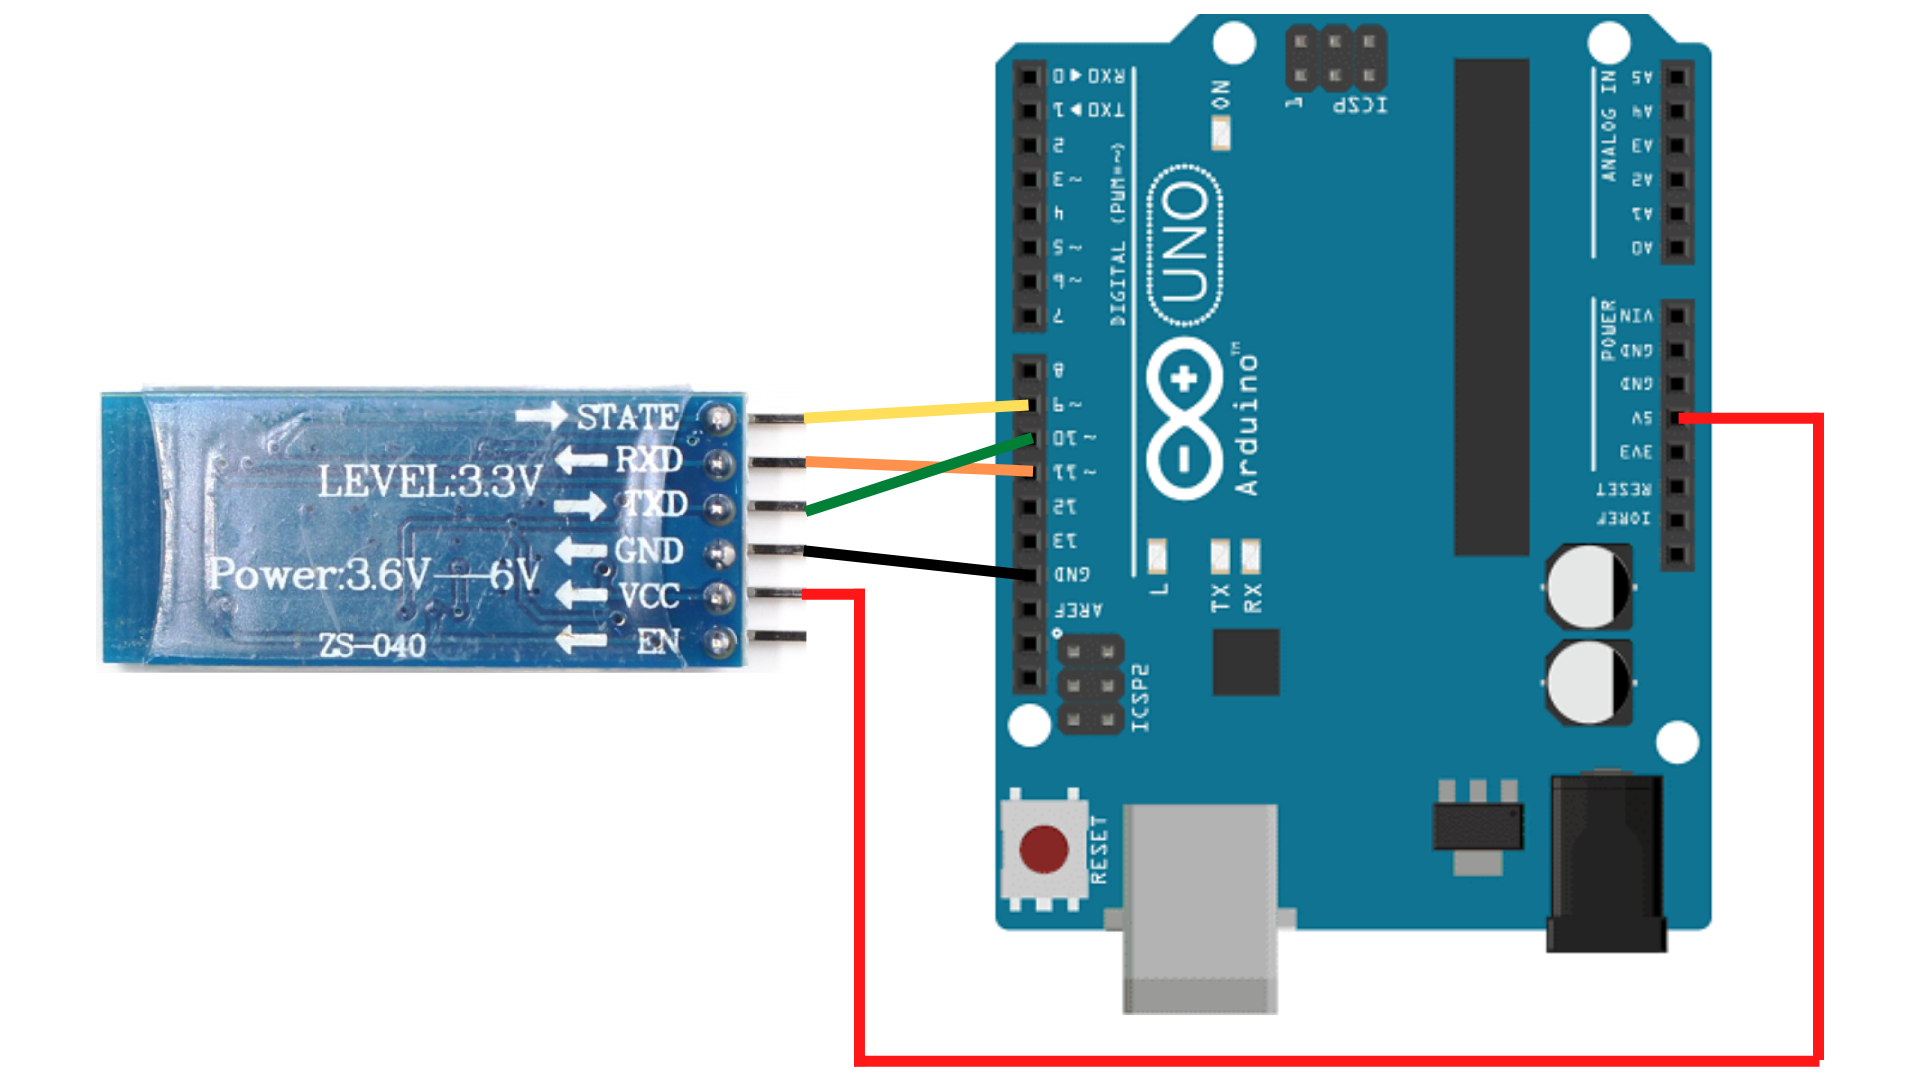 STATE
RXD
LEVEL:3.3V
TXD
GND
Power:3.6V—6V
VCC
EN
ZS-040
0 ◄ RXD
1 ► TXD
2
3 ~
4
5 ~
6 ~
7
8
9 ~
10 ~
11 ~
12
13
GND
AREF
DIGITAL (PWM=~)
ON
1 ICSP
UNO
Arduino™
L
TX
RX
ICSP2
RESET
ANALOG IN
A5
A4
A3
A2
A1
A0
POWER
VIN
GND
GND
5V
3V3
RESET
IOREF